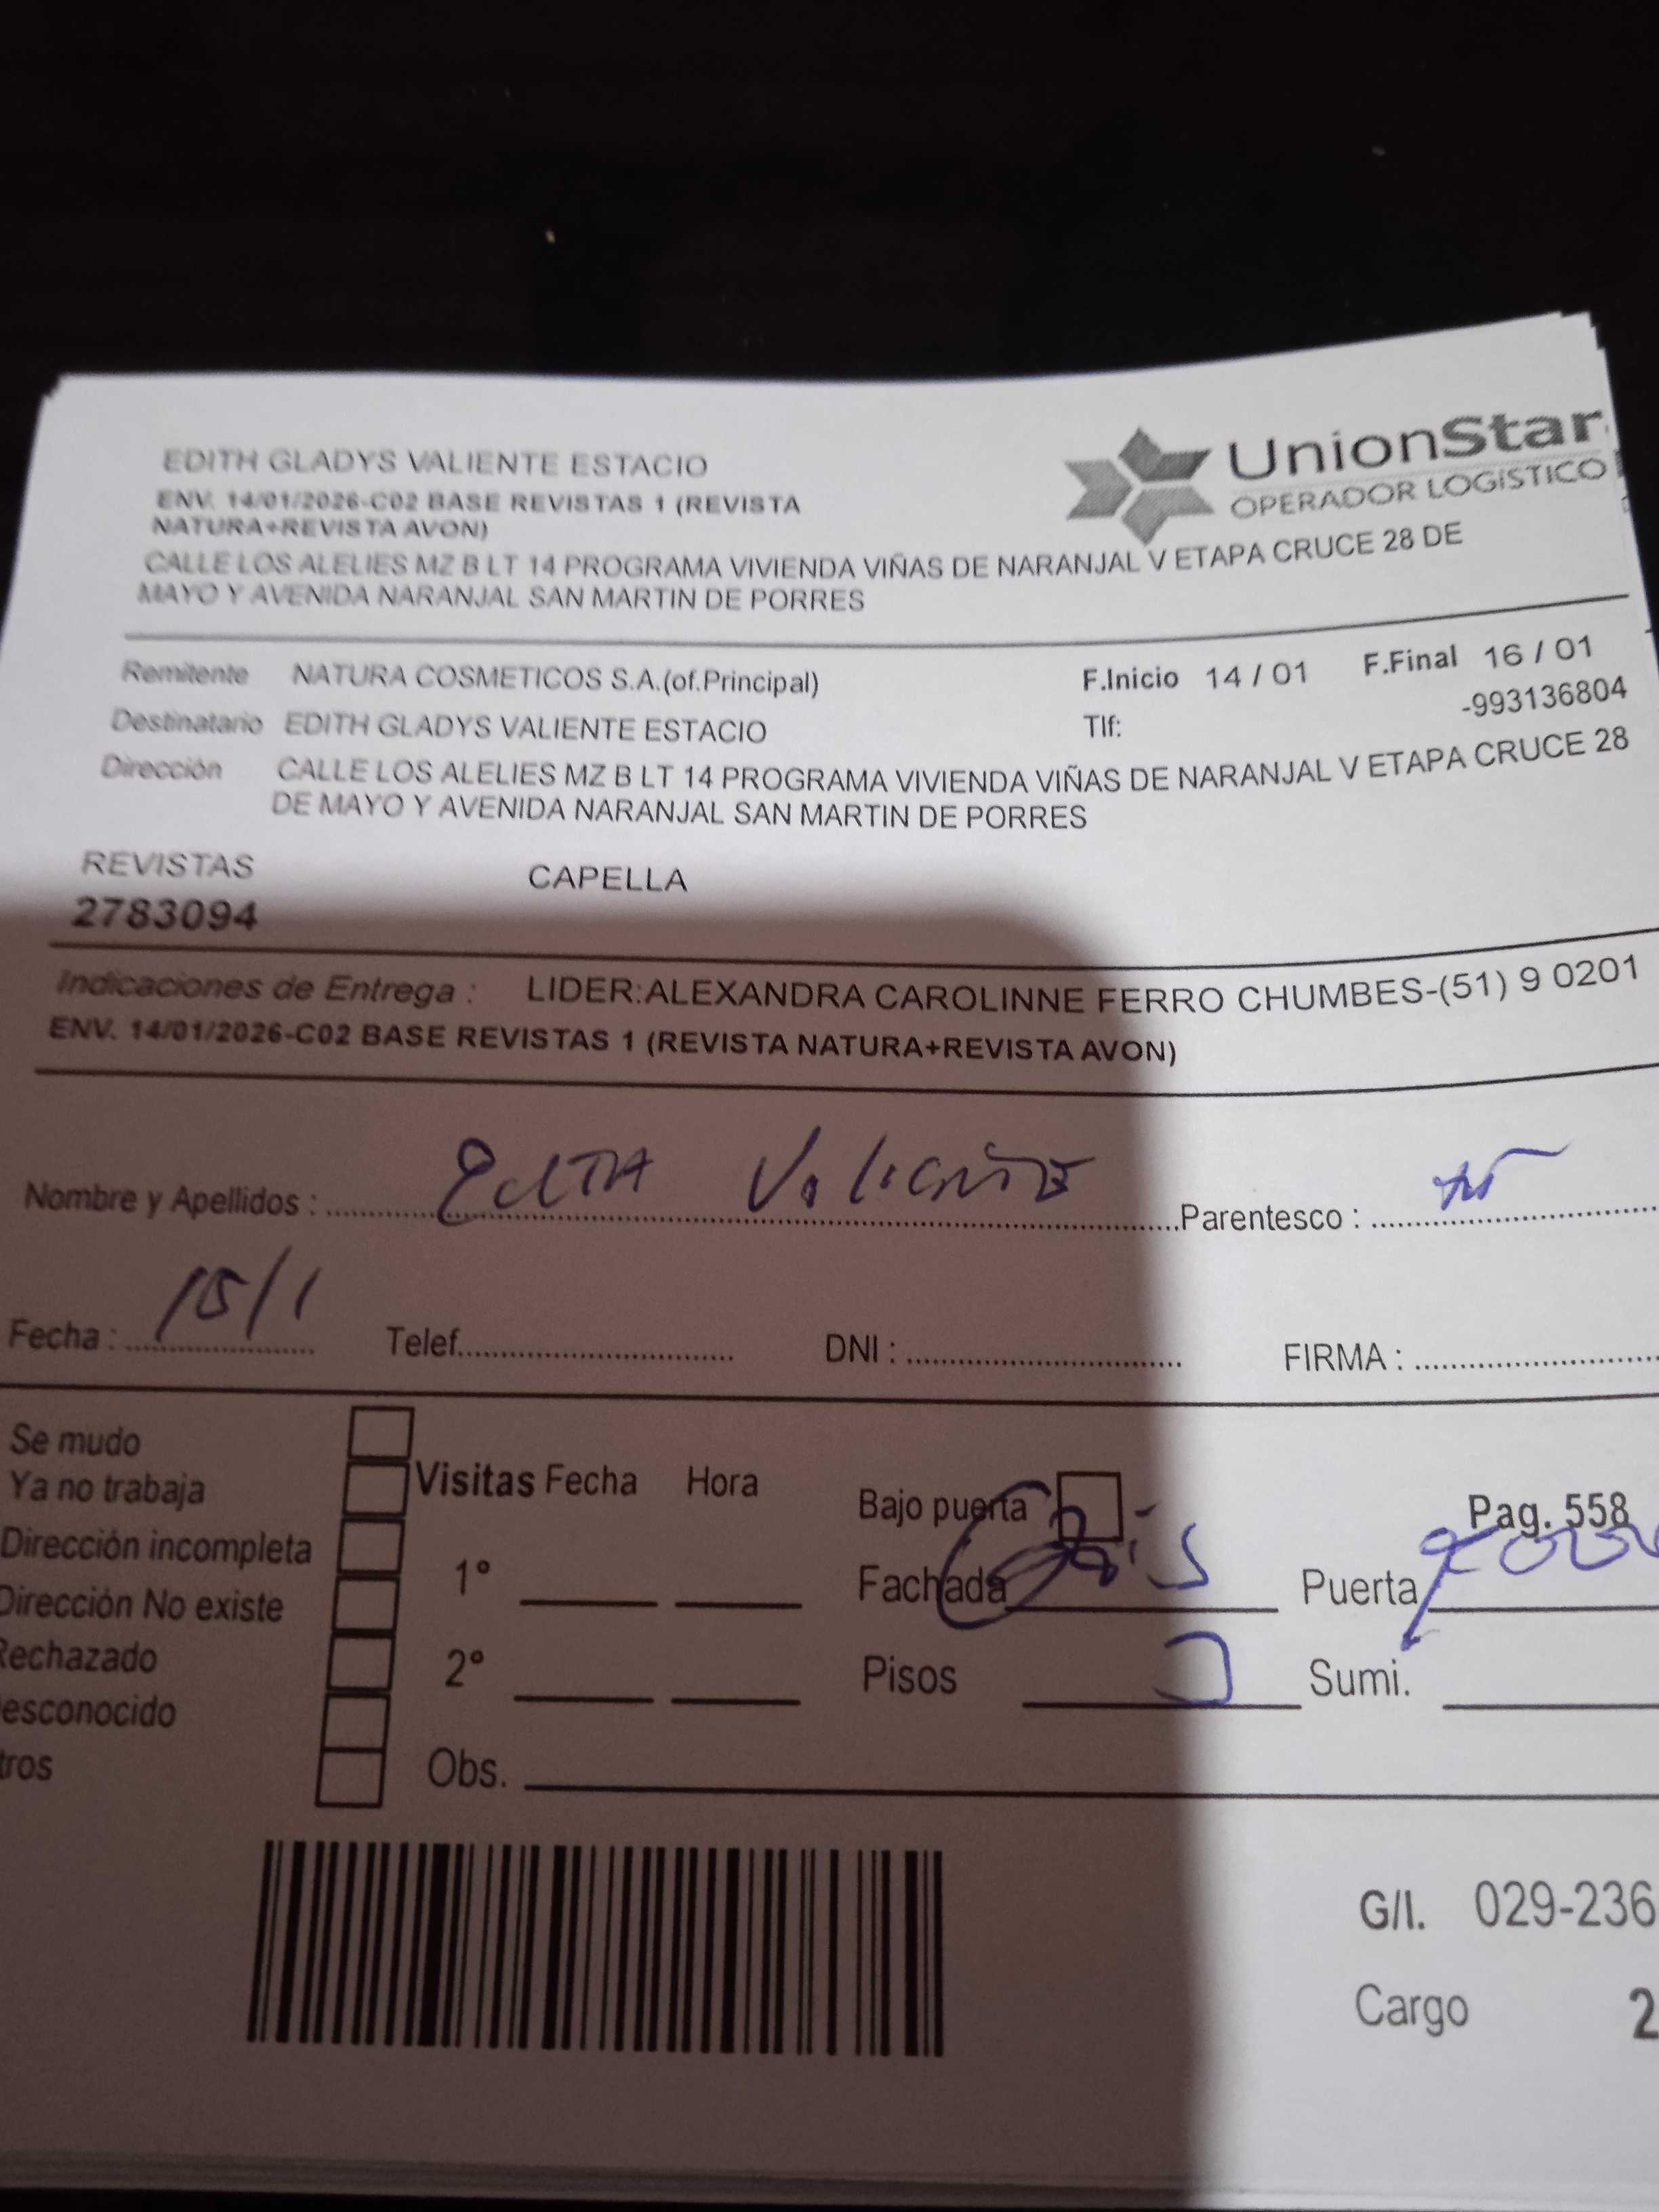 EDITH GLADYS VALIENTE ESTACIO
UnionStar
OPERADOR LOGISTICO
ENV. 14/01/2026-C02 BASE REVISTAS 1 (REVISTA
NATURA+REVISTA AVON)
CALLE LOS ALELIES MZ B LT 14 PROGRAMA VIVIENDA VIÑAS DE NARANJAL V ETAPA CRUCE 28 DE
MAYO Y AVENIDA NARANJAL SAN MARTIN DE PORRES
Remitente NATURA COSMETICOS S.A.(of.Principal) F.Inicio 14 / 01 F.Final 16 / 01
Destinatario EDITH GLADYS VALIENTE ESTACIO Tlf: -993136804
Dirección CALLE LOS ALELIES MZ B LT 14 PROGRAMA VIVIENDA VIÑAS DE NARANJAL V ETAPA CRUCE 28
DE MAYO Y AVENIDA NARANJAL SAN MARTIN DE PORRES
REVISTAS CAPELLA
2783094
Indicaciones de Entrega : LIDER:ALEXANDRA CAROLINNE FERRO CHUMBES-(51) 9 0201
ENV. 14/01/2026-C02 BASE REVISTAS 1 (REVISTA NATURA+REVISTA AVON)
Nombre y Apellidos : Parentesco :
Fecha : 15/1 Telef. DNI : FIRMA :
Se mudo
Ya no trabaja Visitas Fecha Hora Bajo puerta Pag. 558
Dirección incompleta 1° Fachada Puerta
Dirección No existe
Rechazado 2° Pisos Sumi.
esconocido
tros Obs.
G/I. 029-236
Cargo 2